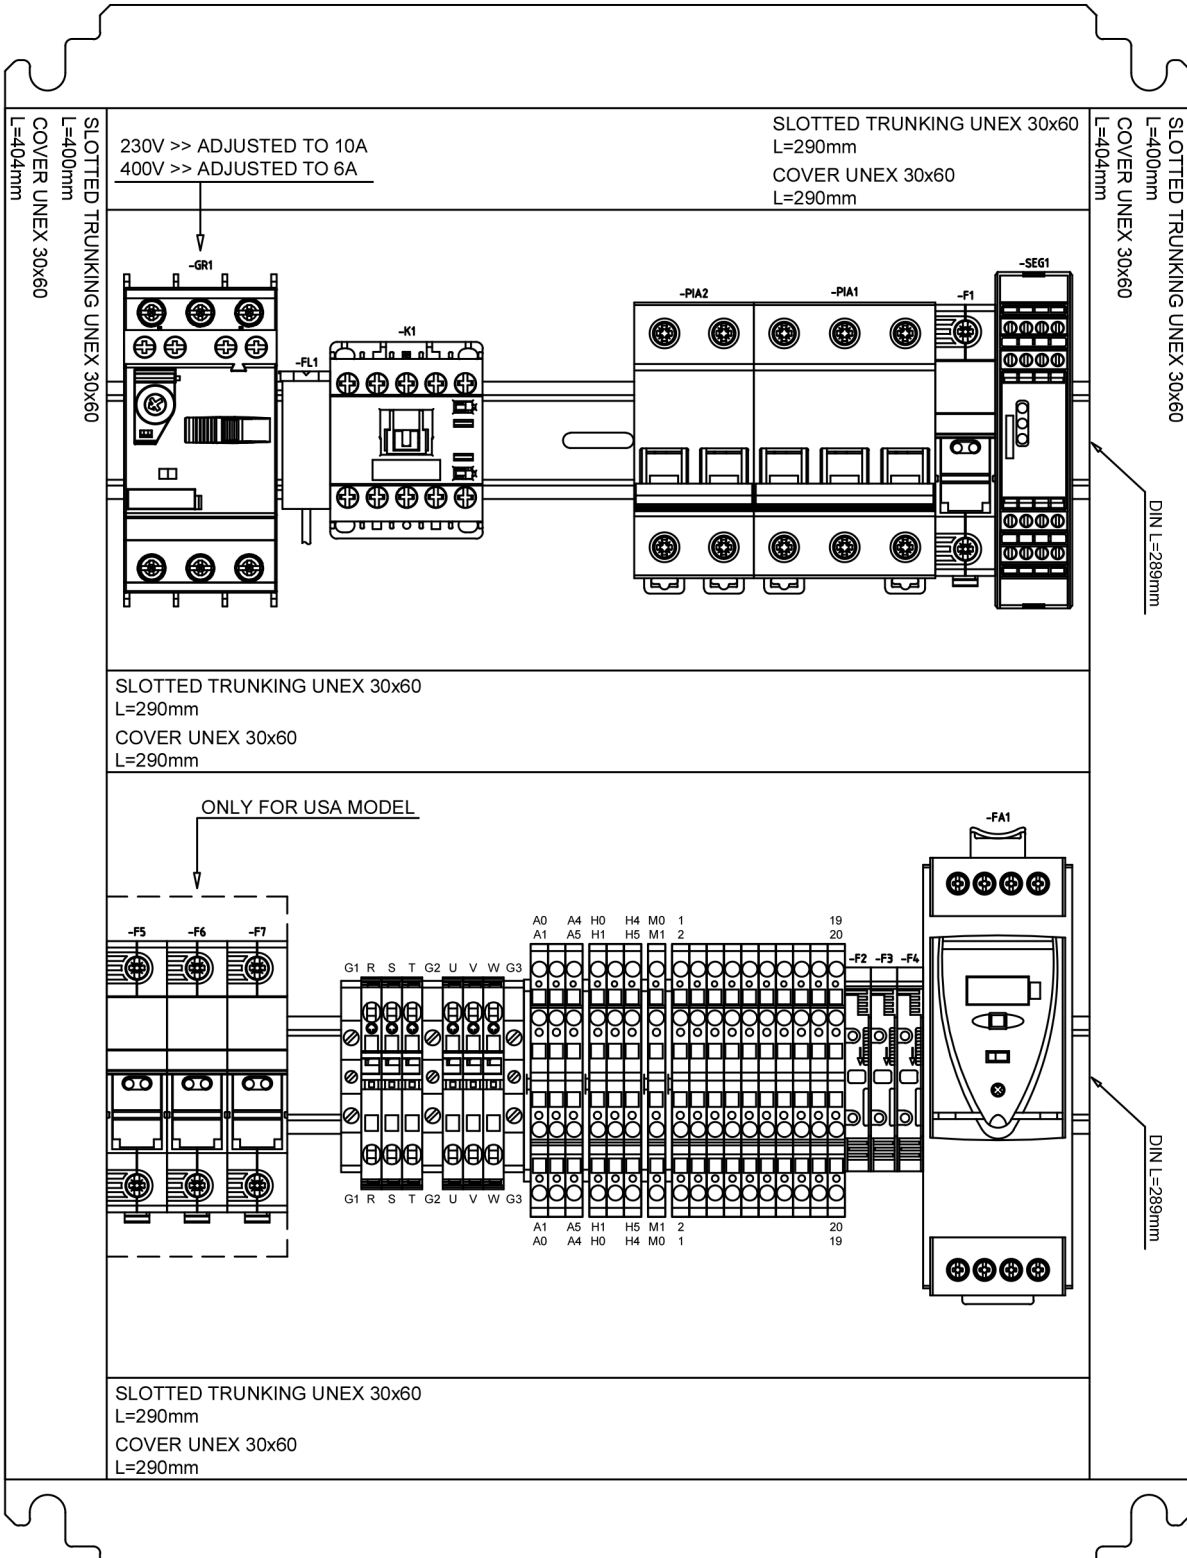 SLOTTED TRUNKING UNEX 30x60
L=400mm
COVER UNEX 30x60
L=404mm
230V >> ADJUSTED TO 10A
400V >> ADJUSTED TO 6A
SLOTTED TRUNKING UNEX 30x60
L=290mm
COVER UNEX 30x60
L=290mm
SLOTTED TRUNKING UNEX 30x60
L=400mm
COVER UNEX 30x60
L=404mm
-GR1
-FL1
-K1
-PIA2
-PIA1
-F1
-SEG1
DIN L=289mm
SLOTTED TRUNKING UNEX 30x60
L=290mm
COVER UNEX 30x60
L=290mm
ONLY FOR USA MODEL
-FA1
-F5
-F6
-F7
G1 R S T G2 U V W G3
A0 A4 H0 H4 M0 1 19
A1 A5 H1 H5 M1 2 20
-F2 -F3 -F4
G1 R S T G2 U V W G3
A1 A5 H1 H5 M1 2 20
A0 A4 H0 H4 M0 1 19
DIN L=289mm
SLOTTED TRUNKING UNEX 30x60
L=290mm
COVER UNEX 30x60
L=290mm